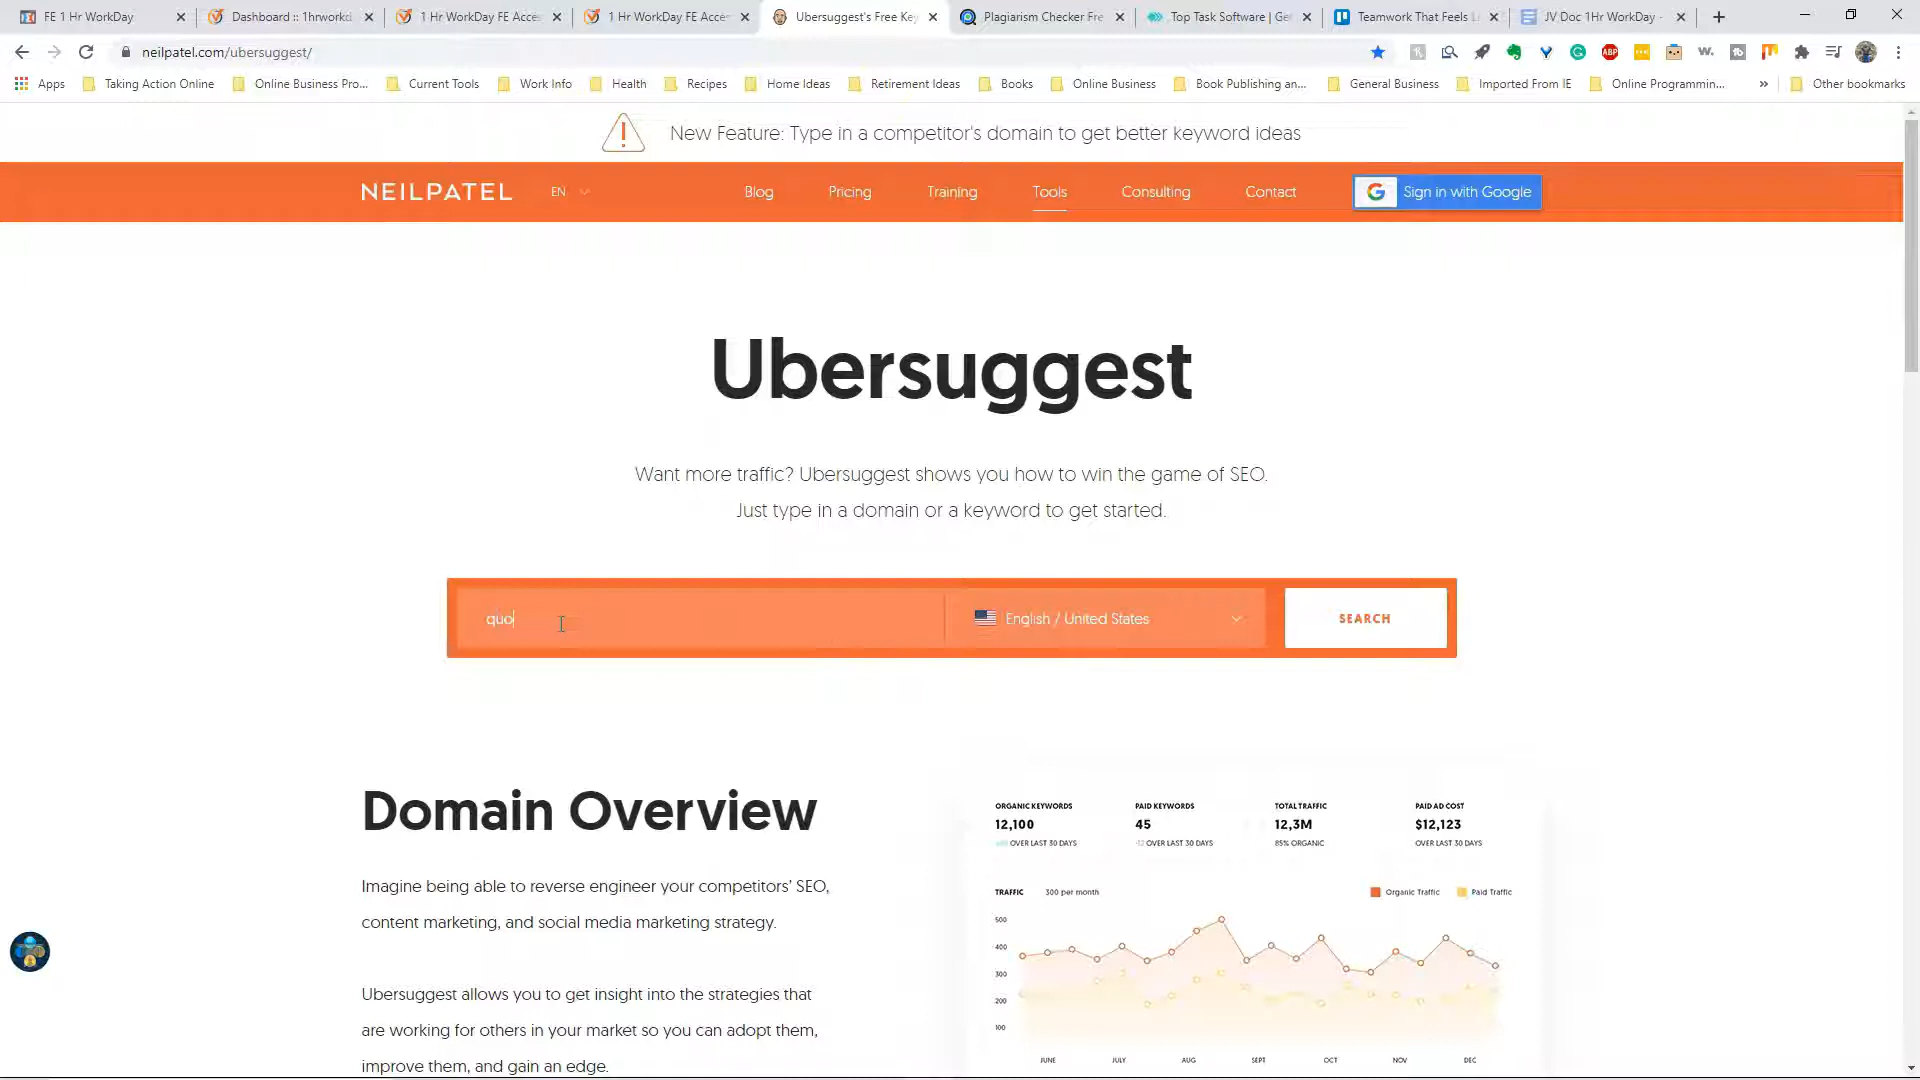 FE 1 Hr WorkDay
Dashboard :: 1hrworkd
1 Hr WorkDay FE Acces
1 Hr WorkDay FE Acces
Ubersuggest's Free Key
Plagiarism Checker Fre
Top Task Software | Ge
Teamwork That Feels L
JV Doc 1Hr WorkDay -
neilpatel.com/ubersuggest/
Apps
Taking Action Online
Online Business Pro...
Current Tools
Work Info
Health
Recipes
Home Ideas
Retirement Ideas
Books
Online Business
Book Publishing an...
General Business
Imported From IE
Online Programmin...
»
Other bookmarks
New Feature: Type in a competitor's domain to get better keyword ideas
NEILPATEL
EN
Blog
Pricing
Training
Tools
Consulting
Contact
Sign in with Google
Ubersuggest
Want more traffic? Ubersuggest shows you how to win the game of SEO.
Just type in a domain or a keyword to get started.
quo
English / United States
SEARCH
Domain Overview
Imagine being able to reverse engineer your competitors' SEO,
content marketing, and social media marketing strategy.
Ubersuggest allows you to get insight into the strategies that
are working for others in your market so you can adopt them,
improve them, and gain an edge.
ORGANIC KEYWORDS
12,100
OVER LAST 30 DAYS
PAID KEYWORDS
45
-12 OVER LAST 30 DAYS
TOTAL TRAFFIC
12,3M
85% ORGANIC
PAID AD COST
$12,123
OVER LAST 30 DAYS
TRAFFIC
300 per month
Organic Traffic
Paid Traffic
500
400
300
200
100
JUNE
JULY
AUG
SEPT
OCT
NOV
DEC